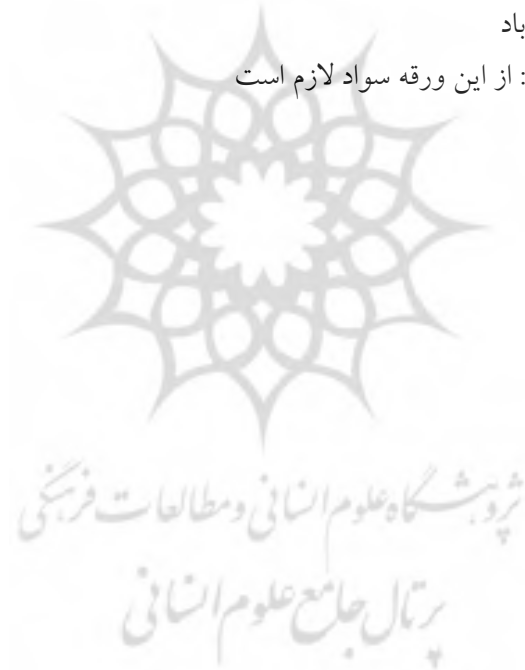 باد
: از این ورقه سواد لازم است
پژوهشگاه علوم انسانی و مطالعات فرهنگی
پرتال جامع علوم انسانی